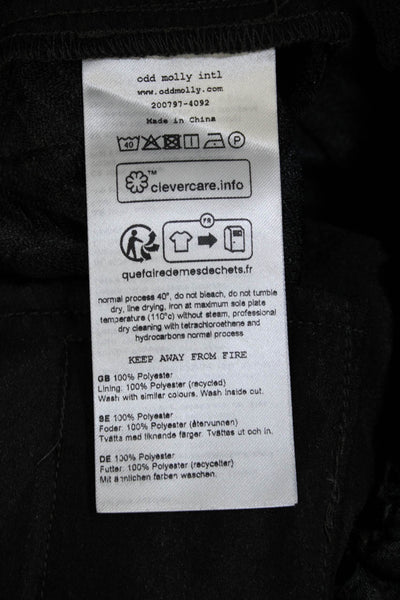 odd molly intl
www.oddmolly.com
200797-4092
Made in China
40 P
™
clevercare.info
FR
quefairedemesdechets.fr
normal process 40°, do not bleach, do not tumble
dry, line drying, iron at maximum sole plate
temperature (110°c) without steam, professional
dry cleaning with tetrachloroethene and
hydrocarbons normal process
KEEP AWAY FROM FIRE
GB 100% Polyester
Lining: 100% Polyester (recycled)
Wash with similar colours. Wash inside out.
SE 100% Polyester
Foder: 100% Polyester (återvunnen)
Tvätta med liknande färger. Tvättas ut och in.
DE 100% Polyester
Futter: 100% Polyester (recycelter)
Mit ähnlichen farben waschen.